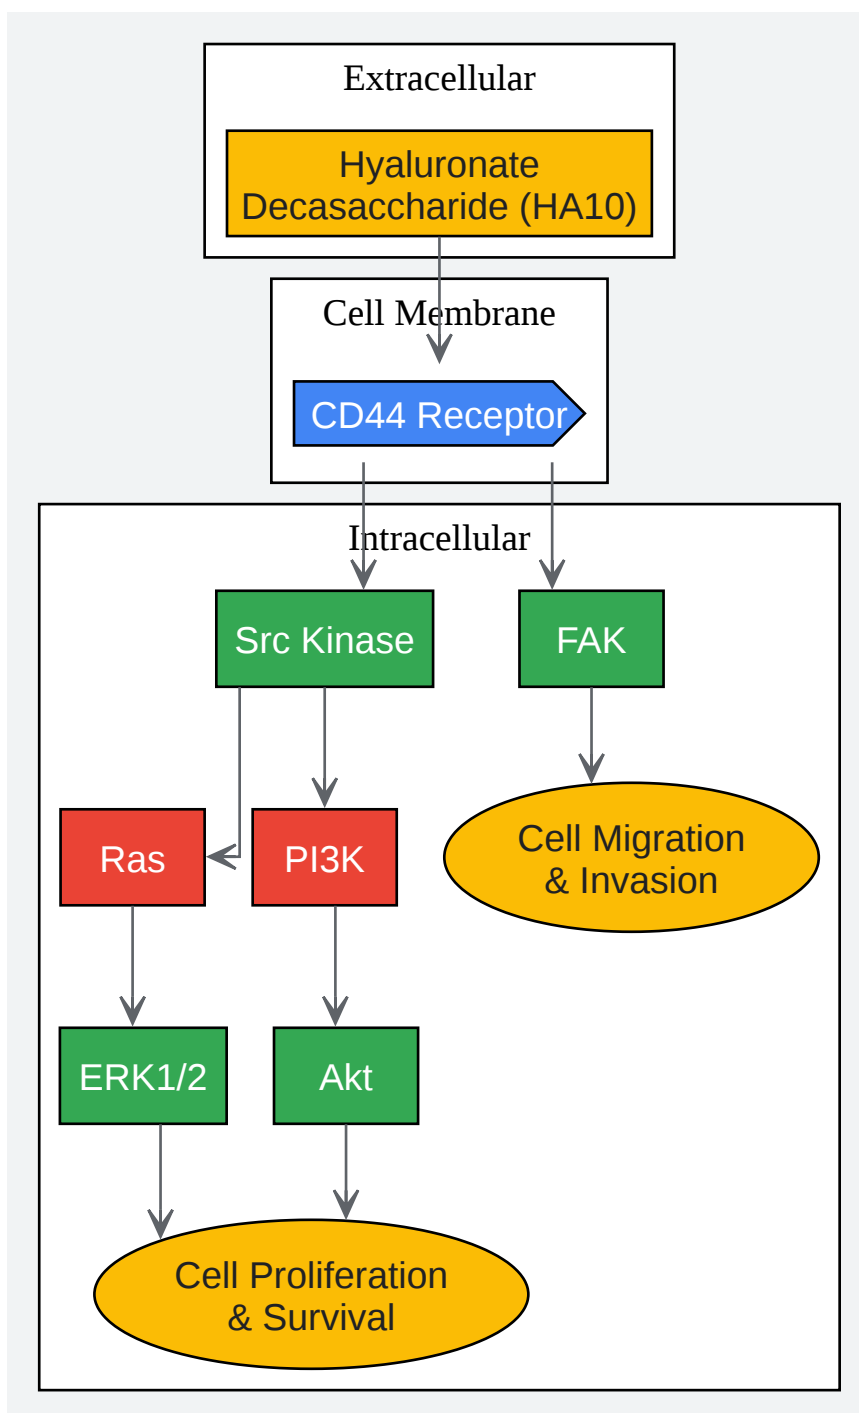 Extracellular
Hyaluronate
Decasaccharide (HA10)
Cell Membrane
CD44 Receptor
Intracellular
Src Kinase
FAK
Ras
PI3K
Cell Migration
& Invasion
ERK1/2
Akt
Cell Proliferation
& Survival